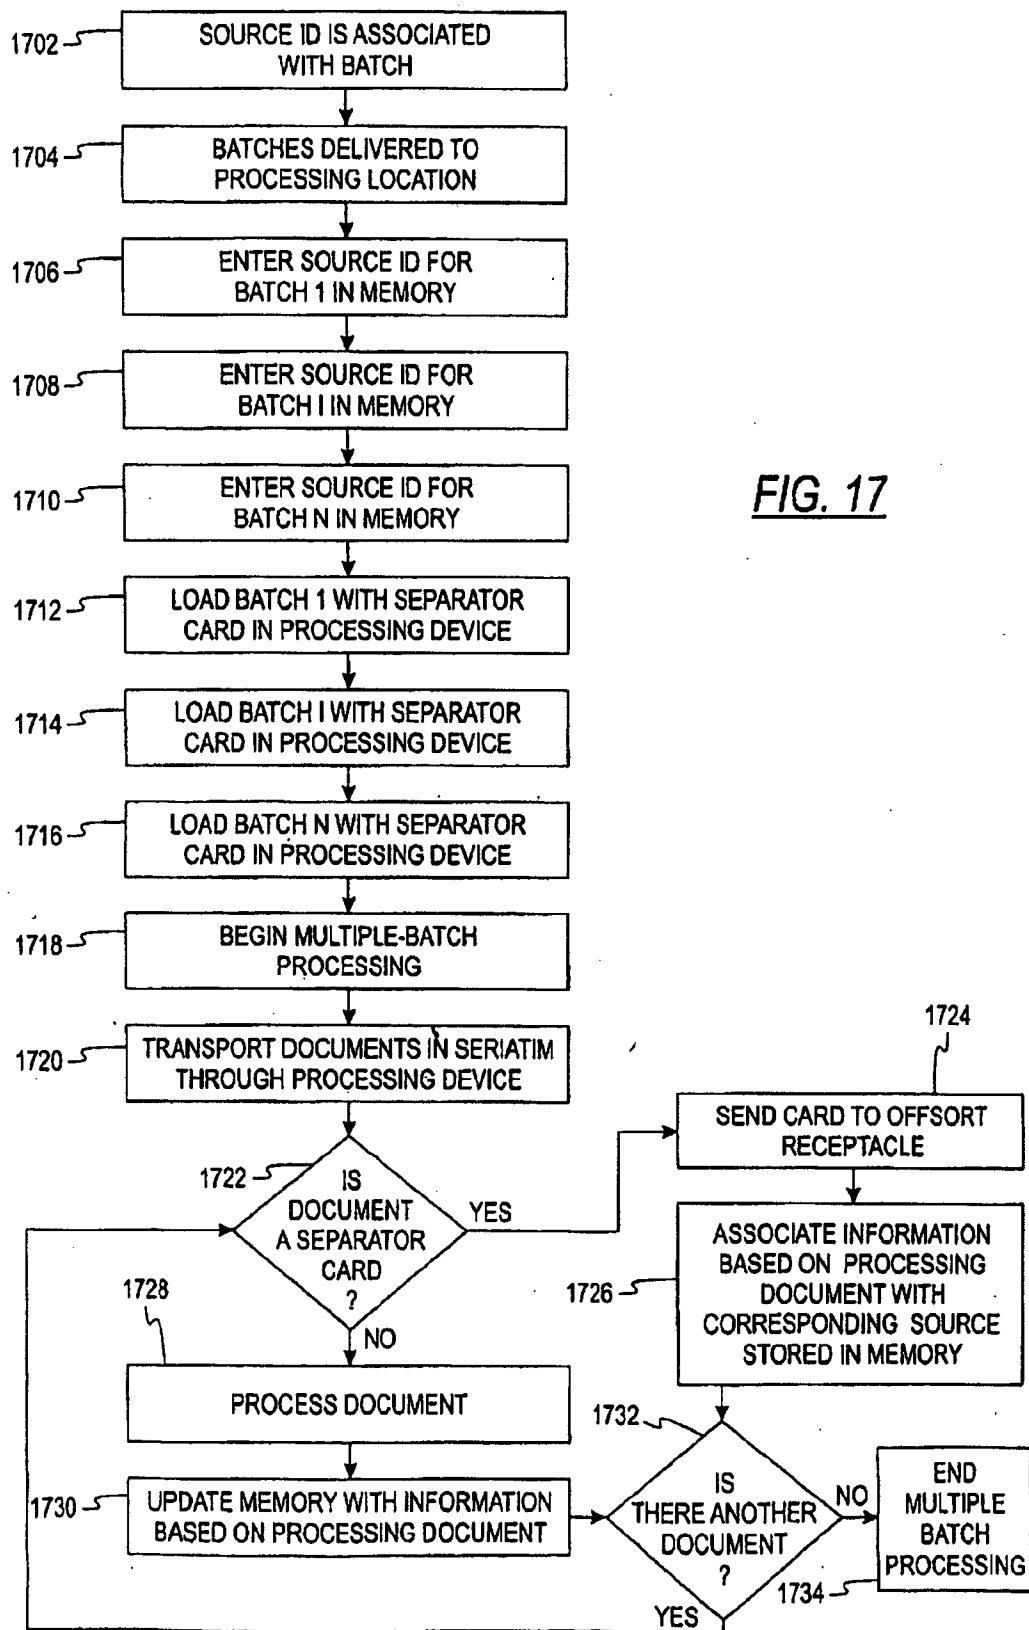 1702
SOURCE ID IS ASSOCIATED
WITH BATCH
1704
BATCHES DELIVERED TO
PROCESSING LOCATION
1706
ENTER SOURCE ID FOR
BATCH 1 IN MEMORY
1708
ENTER SOURCE ID FOR
BATCH I IN MEMORY
1710
ENTER SOURCE ID FOR
BATCH N IN MEMORY
FIG. 17
1712
LOAD BATCH 1 WITH SEPARATOR
CARD IN PROCESSING DEVICE
1714
LOAD BATCH I WITH SEPARATOR
CARD IN PROCESSING DEVICE
1716
LOAD BATCH N WITH SEPARATOR
CARD IN PROCESSING DEVICE
1718
BEGIN MULTIPLE-BATCH
PROCESSING
1720
TRANSPORT DOCUMENTS IN SERIATIM
THROUGH PROCESSING DEVICE
1722
IS
DOCUMENT
A SEPARATOR
CARD
?
YES
NO
1724
SEND CARD TO OFFSORT
RECEPTACLE
1726
ASSOCIATE INFORMATION
BASED ON PROCESSING
DOCUMENT WITH
CORRESPONDING SOURCE
STORED IN MEMORY
1728
PROCESS DOCUMENT
1730
UPDATE MEMORY WITH INFORMATION
BASED ON PROCESSING DOCUMENT
1732
IS
THERE ANOTHER
DOCUMENT
?
NO
YES
END
MULTIPLE
BATCH
PROCESSING
1734